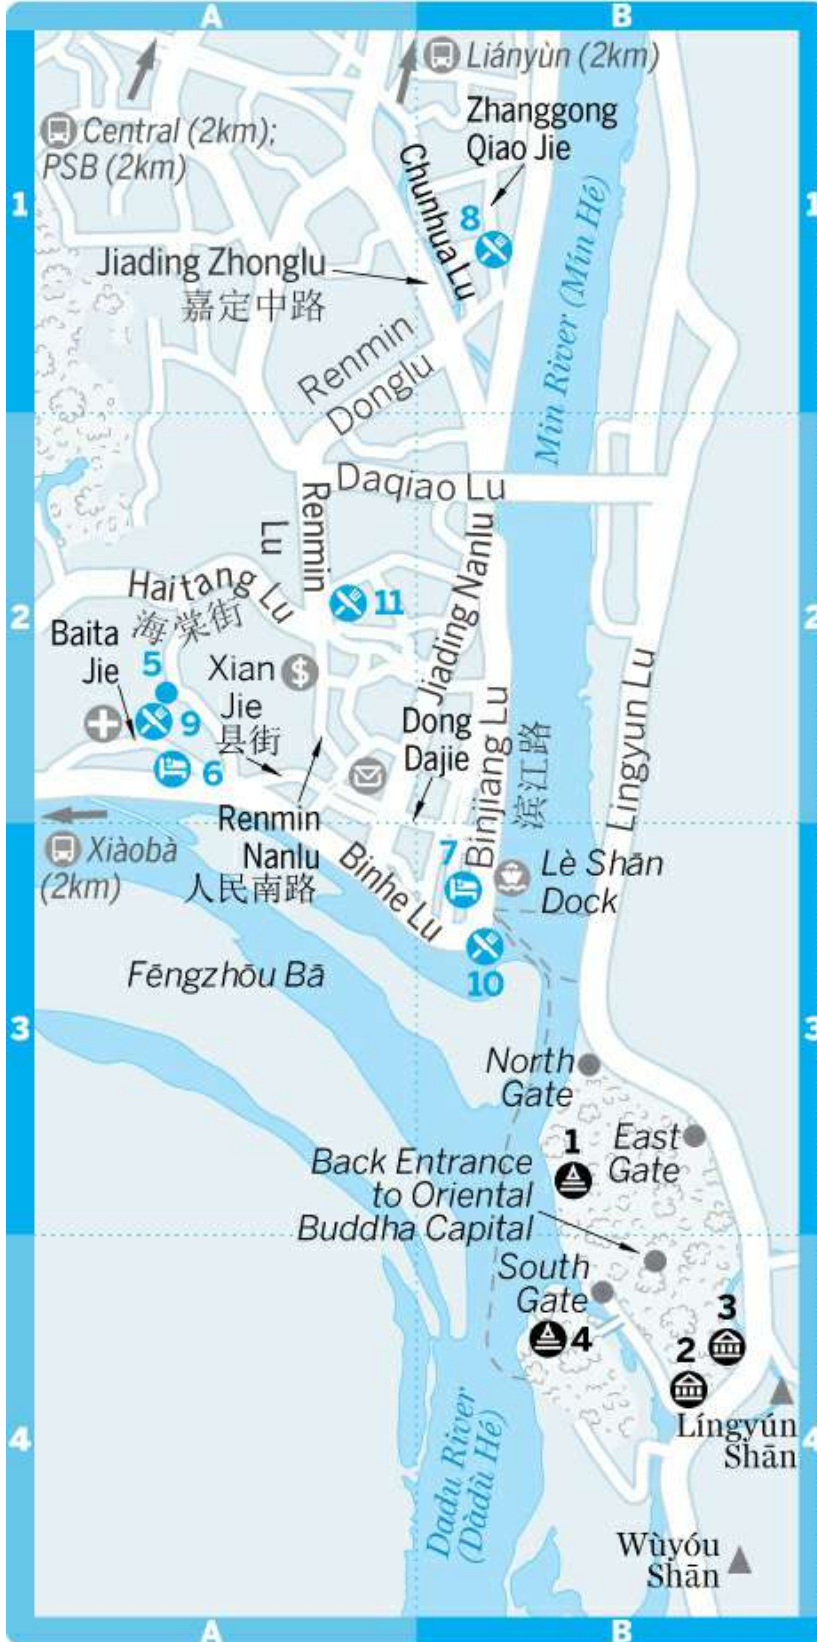 A
B
Liányùn (2km)
Zhanggong
Qiao Jie
Central (2km);
PSB (2km)
Chunhua Lu
1
1
8
Min River (Mín Hé)
Jiading Zhonglu
嘉定中路
Renmin
Donglu
Daqiao Lu
Renmin
Lu
Jiading Nanlu
Haitang Lu
海棠街
11
2
2
Baita
Jie
5
Xian
Jie
县街
$
9
6
Dong
Dajie
Binjiang Lu
滨江路
Lingyun Lu
Renmin
Nanlu
人民南路
Xiàobà
(2km)
Binhe Lu
7
Lè Shān
Dock
10
Fēngzhōu Bā
3
3
North
Gate
1
East
Gate
Back Entrance
to Oriental
Buddha Capital
South
Gate
4
3
2
Língyún
Shān
4
4
Dadu River
(Dàdù Hé)
Wùyóu
Shān
A
B